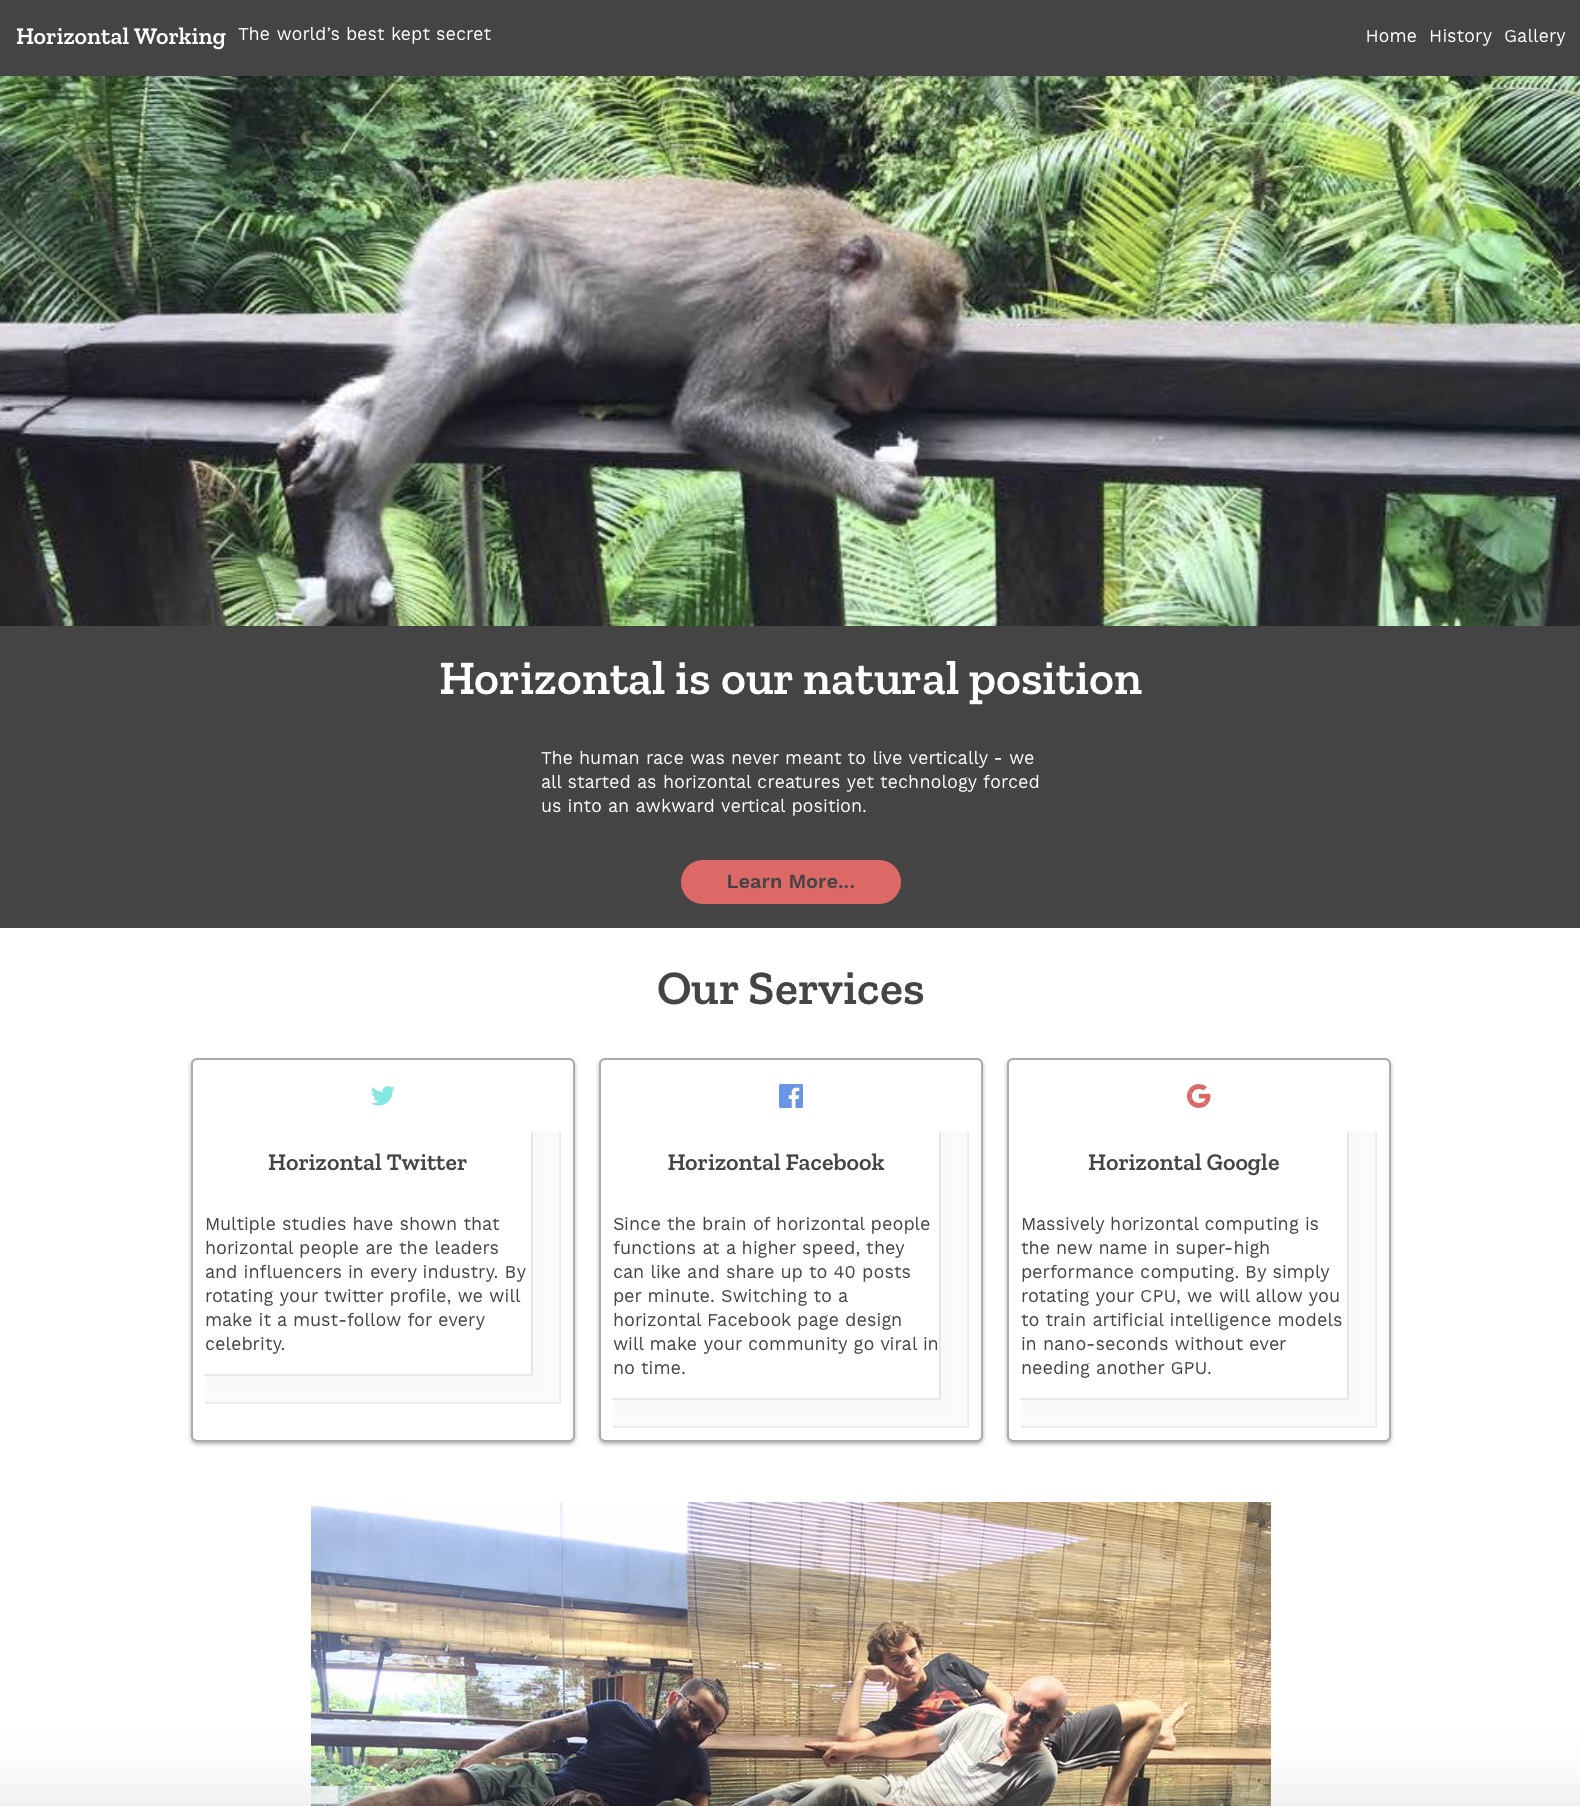 Horizontal Working The world's best kept secret Home History Gallery
Horizontal is our natural position
The human race was never meant to live vertically - we
all started as horizontal creatures yet technology forced
us into an awkward vertical position.
Learn More...
Our Services
Horizontal Twitter
Multiple studies have shown that
horizontal people are the leaders
and influencers in every industry. By
rotating your twitter profile, we will
make it a must-follow for every
celebrity.
Horizontal Facebook
Since the brain of horizontal people
functions at a higher speed, they
can like and share up to 40 posts
per minute. Switching to a
horizontal Facebook page design
will make your community go viral in
no time.
Horizontal Google
Massively horizontal computing is
the new name in super-high
performance computing. By simply
rotating your CPU, we will allow you
to train artificial intelligence models
in nano-seconds without ever
needing another GPU.